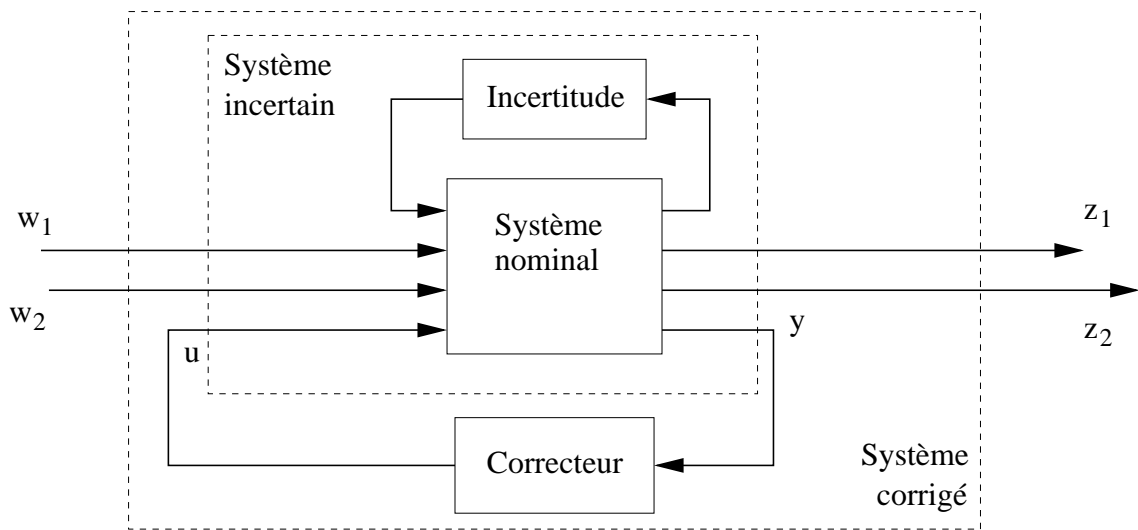 Système
incertain
Incertitude
w1
w2
Système
nominal
z1
z2
u
y
Correcteur
Système
corrigé